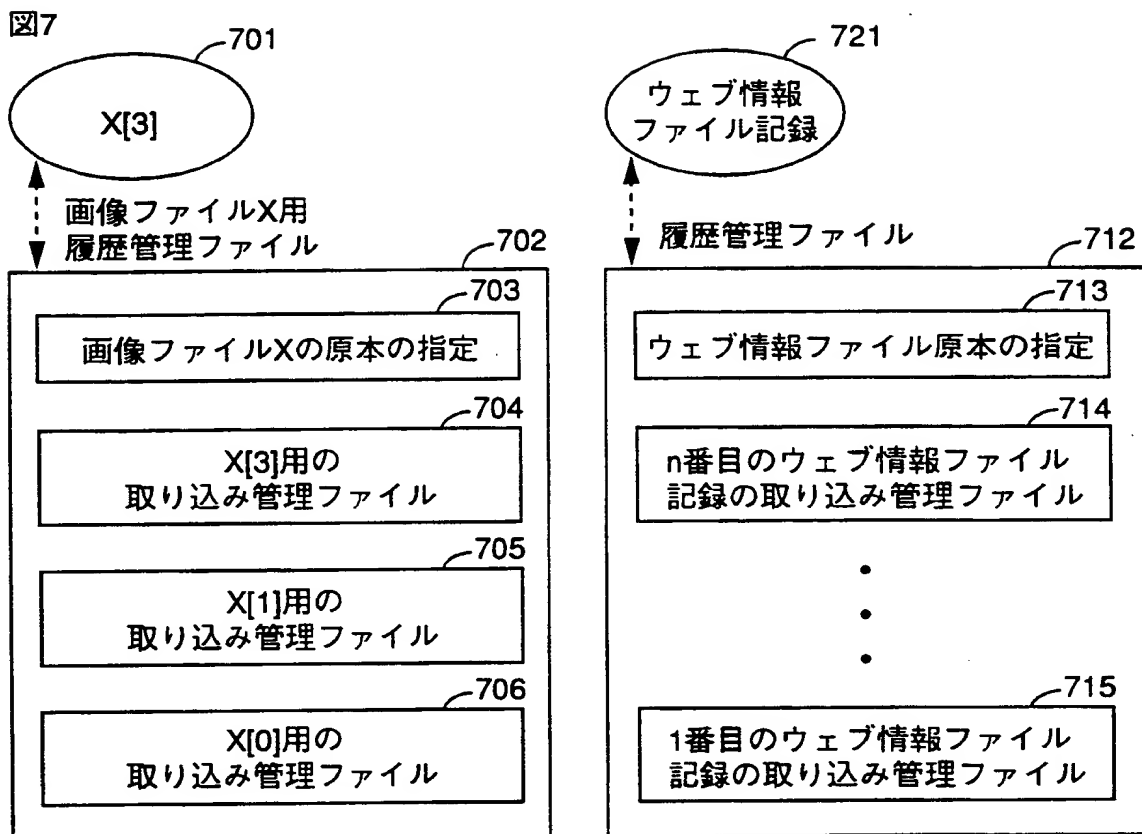 図7
701
X[3]
画像ファイルX用
履歴管理ファイル
702
703
画像ファイルXの原本の指定
704
X[3]用の
取り込み管理ファイル
705
X[1]用の
取り込み管理ファイル
706
X[0]用の
取り込み管理ファイル
721
ウェブ情報
ファイル記録
履歴管理ファイル
712
713
ウェブ情報ファイル原本の指定
714
n番目のウェブ情報ファイル
記録の取り込み管理ファイル
715
1番目のウェブ情報ファイル
記録の取り込み管理ファイル